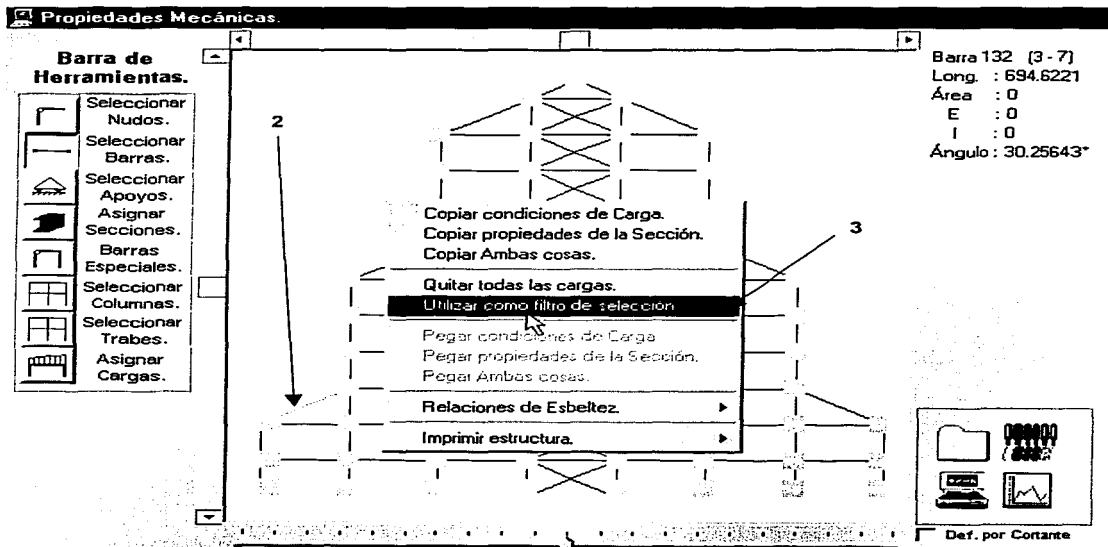 Propiedades Mecánicas.
Barra de
Herramientas.
Seleccionar
Nudos.
Seleccionar
Barras.
Seleccionar
Apoyos.
Asignar
Secciones.
Barras
Especiales.
Seleccionar
Columnas.
Seleccionar
Trabes.
Asignar
Cargas.
2
Copiar condiciones de Carga.
Copiar propiedades de la Sección.
Copiar Ambas cosas.
Quitar todas las cargas.
Utilizar como filtro de selección
Pegar condiciones de Carga
Pegar propiedades de la Sección.
Pegar Ambas cosas.
Relaciones de Esbeltez.
Imprimir estructura.
3
Barra 132 (3 - 7)
Long. : 694.6221
Área : 0
E : 0
I : 0
Ángulo : 30.25643°
Def. por Cortante